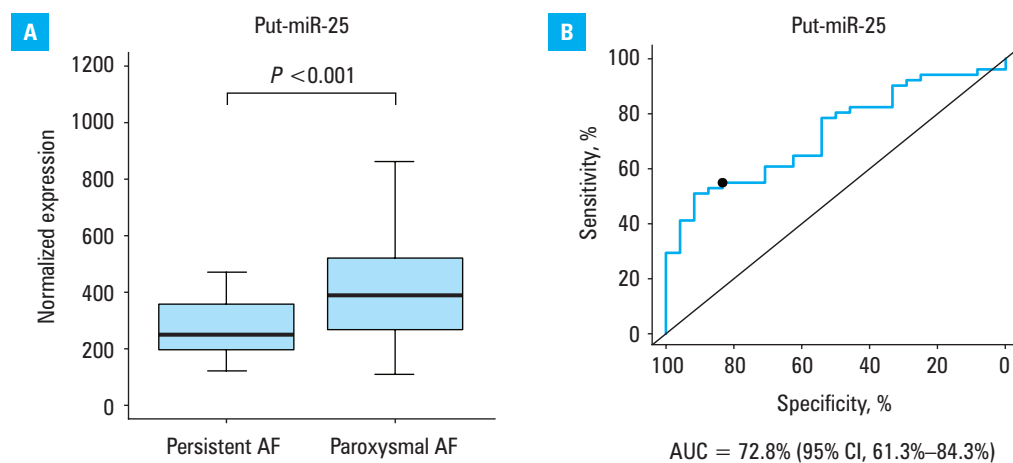 A
Put-miR-25
P <0.001
Normalized expression
1200
1000
800
600
400
200
0
Persistent AF
Paroxysmal AF
B
Put-miR-25
Sensitivity, %
100
80
60
40
20
0
100
80
60
40
20
0
Specificity, %
AUC = 72.8% (95% CI, 61.3%–84.3%)